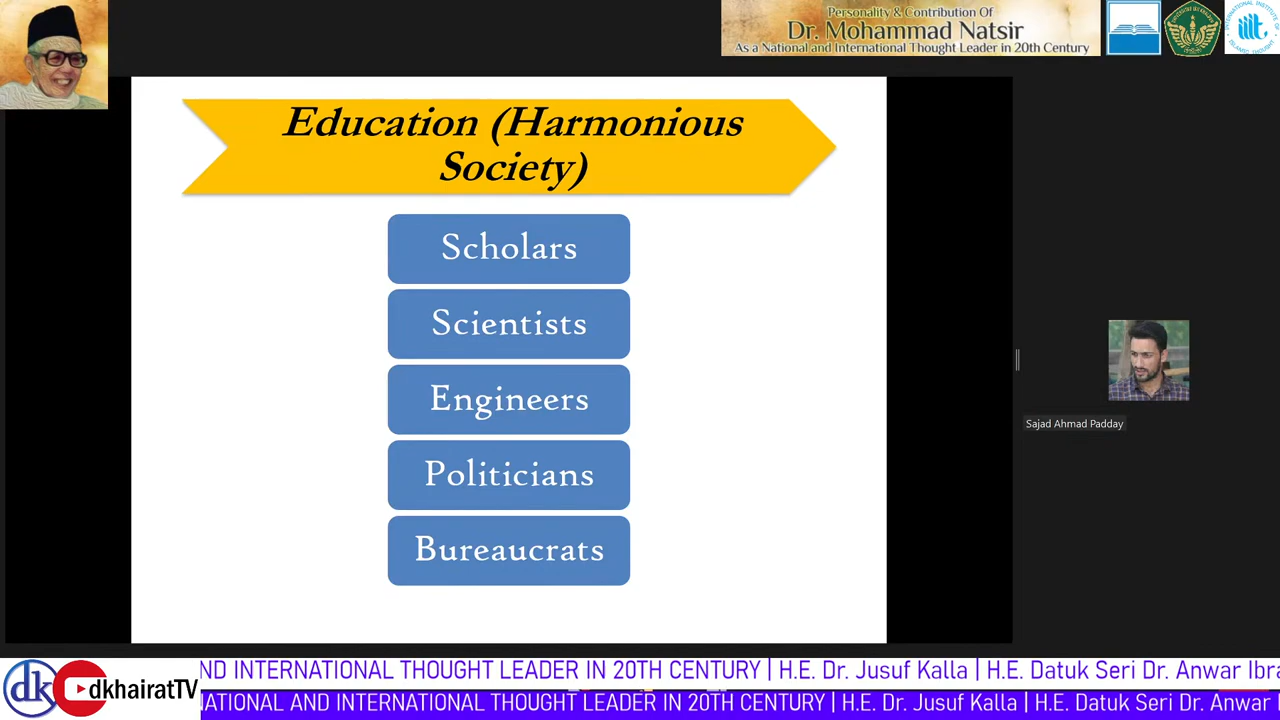 Personality & Contribution Of
Dr. Mohammad Natsir
As a National and International Thought Leader in 20th Century
Education (Harmonious
Society)
Scholars
Scientists
Engineers
Politicians
Bureaucrats
Sajad Ahmad Padday
dk dkhairatTV
ND INTERNATIONAL THOUGHT LEADER IN 20TH CENTURY | H.E. Dr. Jusuf Kalla | H.E. Datuk Seri Dr. Anwar Ibra
NATIONAL AND INTERNATIONAL THOUGHT LEADER IN 20TH CENTURY | H.E. Dr. Jusuf Kalla | H.E. Datuk Seri Dr. Anwar